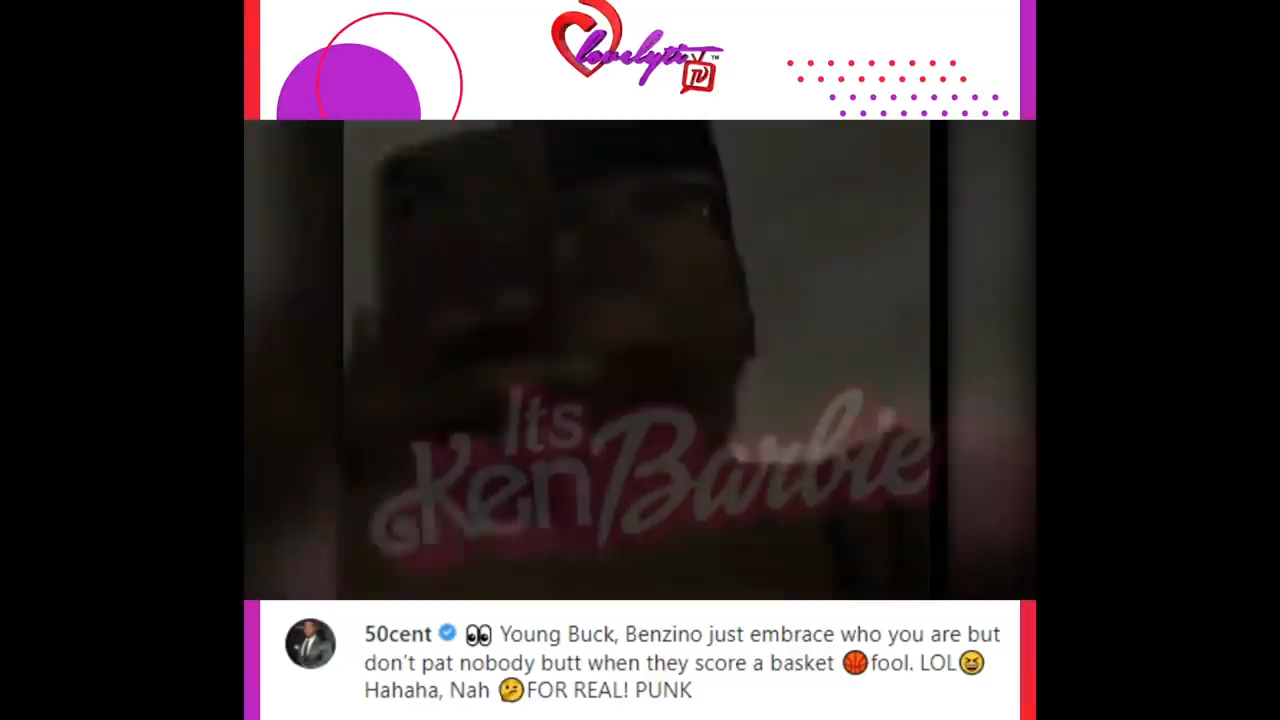 lovelyti
TV
™
Its
Ken Barbie
50cent 👀 Young Buck, Benzino just embrace who you are but
don't pat nobody butt when they score a basket 🏀fool. LOL😆
Hahaha, Nah 🤔FOR REAL! PUNK